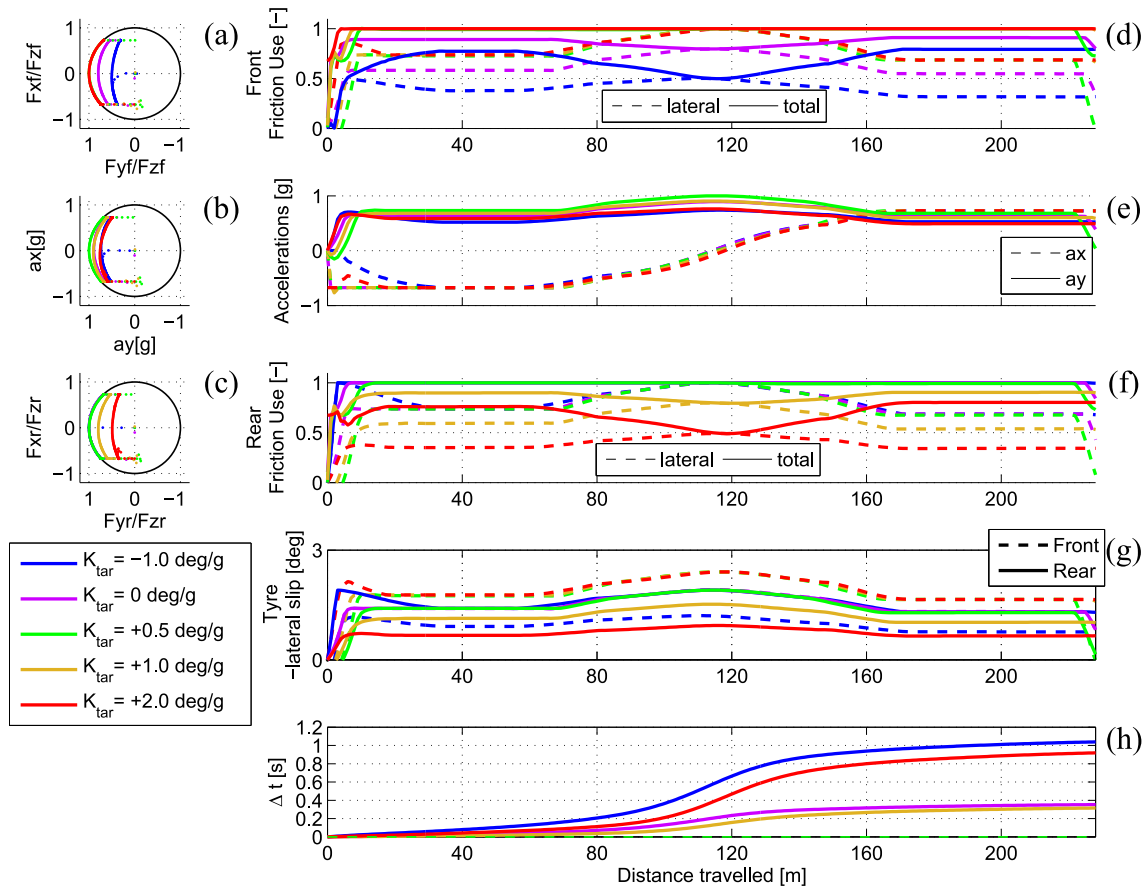 (a)
Fxf/Fzf
1
0
−1
1 0 −1
Fyf/Fzf
(b)
ax[g]
1
0
−1
1 0 −1
ay[g]
(c)
Fxr/Fzr
1
0
−1
1 0 −1
Fyr/Fzr
K_tar = −1.0 deg/g
K_tar = 0 deg/g
K_tar = +0.5 deg/g
K_tar = +1.0 deg/g
K_tar = +2.0 deg/g
(d)
Front
Friction Use [−]
1
0.5
0
lateral total
0 40 80 120 160 200
(e)
Accelerations [g]
1
0
−1
ax
ay
0 40 80 120 160 200
(f)
Rear
Friction Use [−]
1
0.5
0
lateral total
0 40 80 120 160 200
(g)
Tyre
−lateral slip [deg]
3
0
Front
Rear
0 40 80 120 160 200
(h)
Δ t [s]
1.2
1
0.8
0.6
0.4
0.2
0
0 40 80 120 160 200
Distance travelled [m]